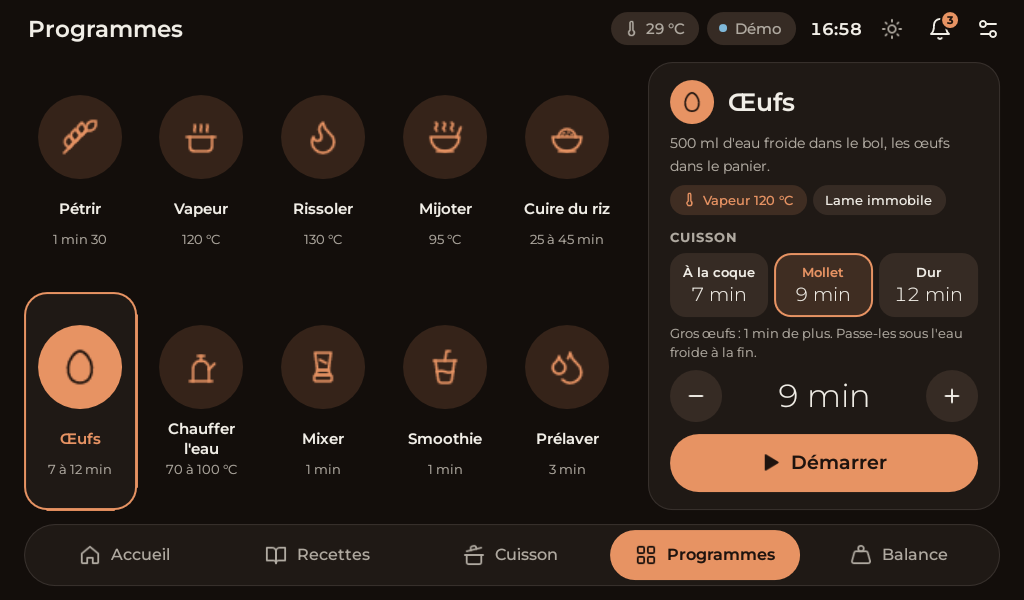 Programmes
29 °C
Démo
16:58
3
Pétrir
1 min 30
Vapeur
120 °C
Rissoler
130 °C
Mijoter
95 °C
Cuire du riz
25 à 45 min
Œufs
7 à 12 min
Chauffer
l'eau
70 à 100 °C
Mixer
1 min
Smoothie
1 min
Prélaver
3 min
Œufs
500 ml d'eau froide dans le bol, les œufs
dans le panier.
Vapeur 120 °C
Lame immobile
CUISSON
À la coque
7 min
Mollet
9 min
Dur
12 min
Gros œufs : 1 min de plus. Passe-les sous l'eau
froide à la fin.
− 9 min +
Démarrer
Accueil
Recettes
Cuisson
Programmes
Balance